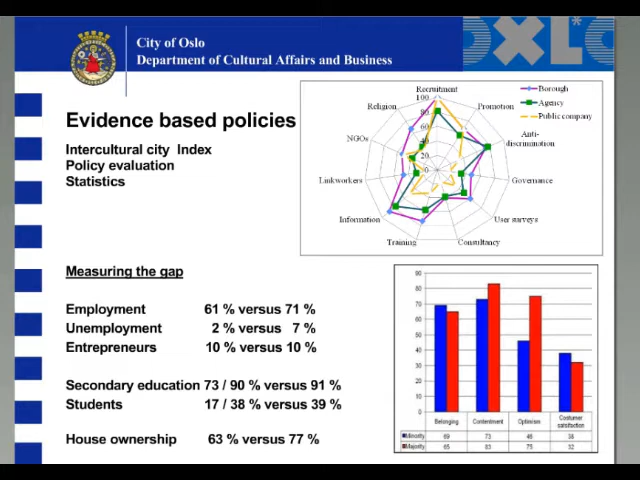 City of Oslo
Department of Cultural Affairs and Business
OXLO
Evidence based policies
Intercultural city Index
Policy evaluation
Statistics
Recruitment
Promotion
Anti-
discrimination
Governance
User surveys
Consultancy
Training
Information
Linkworkers
NGOs
Religion
100
80
60
40
20
0
Borough
Agency
Public company
Measuring the gap
Employment 61 % versus 71 %
Unemployment 2 % versus 7 %
Entrepreneurs 10 % versus 10 %
Secondary education 73 / 90 % versus 91 %
Students 17 / 38 % versus 39 %
House ownership 63 % versus 77 %
90
80
70
60
50
40
30
20
10
0
Belonging Contentment Optimism Costumer
satisfaction
Minority 69 73 46 38
Majority 65 83 75 32